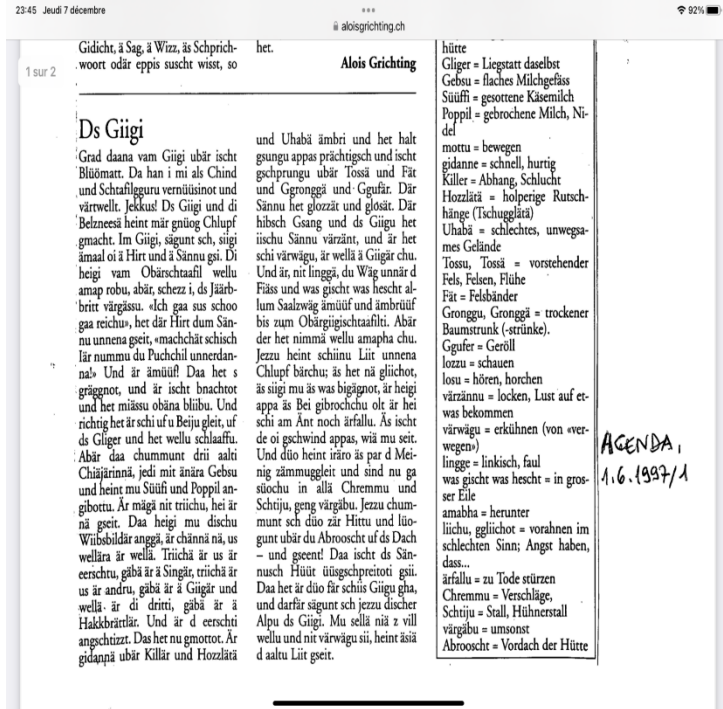 23:45 Jeudi 7 décembre
92%
aloisgrichting.ch
1 sur 2
Gidicht, ä Sag, ä Wizz, äs Schprich-
woort odär eppis suscht wisst, so
het.
Alois Grichting
Ds Giigi
Grad daana vam Giigi ubär ischt
Blüömatt. Da han i mi als Chind
und Schtafilgguru vernüüsinot und
värtwellt. Jekkus! Ds Giigi und di
Belzneesä heint mär gnüog Chlupf
gmacht. Im Giigi, sägunt sch, siigi
ämaal oi ä Hirt und ä Sännu gsi. Di
heigi vam Obärschtaafil wellu
amap robu, abär, schezz i, ds Jäärb-
britt värgässu. «Ich gaa sus schoo
gaa reichu», het där Hirt dum Sän-
nu unnena gseit, «machchät schisch
lär nummu du Puchchil unnerdan-
na!» Und är ämüüf! Daa het s
gräggnot, und är ischt bnachtot
und het miässu obäna bliibu. Und
richtig het är schi uf u Beiju gleit, uf
ds Gliger und het wellu schlaaffu.
Abär daa chummunt drii aalti
Chiäjärinnä, jedi mit änära Gebsu
und heint mu Süüfi und Poppil an-
gibottu. Är mägä nit triichu, hei är
nä gseit. Daa heigi mu dischu
Wiibsbildär anggä, är channä nä, us
wellära är wellä. Triichä är us är
eerschtu, gäbä är ä Singär, triichä är
us är andru, gäbä är ä Giigär und
wellä är di dritti, gäbä är ä
Hakkbrättlär. Und är d eerschti
angschtizzt. Das het nu gmottot. Är
gidannä ubär Killär und Hozzlätä
und Uhabä ämbri und het halt
gsungu appas prächtigsch und ischt
gschprungu ubär Tossä und Fät
und Ggronggä und Ggufär. Där
Sännu het glozzät und glosät. Där
hibsch Gsang und ds Giigu het
iischu Sännu värzänt, und är het
schi värwägu, är wellä ä Giigär chu.
Und är, nit linggä, du Wäg unnär d
Fiäss und was gischt was hescht al-
lum Saalzwäg ämüüf und ämbrüüf
bis zum Obärgiigischtaafilti. Abär
der het nimmä wellu amapha chu.
Jezzu heint schiinu Liit unnena
Chlupf bärchu; äs het nä gliichot,
äs siigi mu äs was bigägnot, är heigi
appa äs Bei gibrochchu olt är hei
schi am Änt noch ärfallu. Äs ischt
de oi gschwind appas, wiä mu seit.
Und düo heint iräro äs par d Mei-
nig zämmuggleit und sind nu ga
süochu in allä Chremmu und
Schtiju, geng värgäbu. Jezzu chum-
munt sch düo zär Hittu und lüo-
gunt ubär du Abrooscht uf ds Dach
– und gseent! Daa ischt ds Sän-
nusch Hüüt üüsgschpreitoti gsii.
Daa het är düo fär schiis Giigu gha,
und darfär sägunt sch jezzu discher
Alpu ds Giigi. Mu sellä niä z vill
wellu und nit värwägu sii, heint äsiä
d aaltu Liit gseit.
hütte
Gliger = Liegstatt daselbst
Gebsu = flaches Milchgefäss
Süüffi = gesottene Käsemilch
Poppil = gebrochene Milch, Ni-
del
mottu = bewegen
gidanne = schnell, hurtig
Killer = Abhang, Schlucht
Hozzlätä = holperige Rutsch-
hänge (Tschugglätä)
Uhabä = schlechtes, unwegsa-
mes Gelände
Tossu, Tossä = vorstehender
Fels, Felsen, Flühe
Fät = Felsbänder
Gronggu, Gronggä = trockener
Baumstrunk (-strünke).
Ggufer = Geröll
lozzu = schauen
losu = hören, horchen
värzännu = locken, Lust auf et-
was bekommen
värwägu = erkühnen (von «ver-
wegen»)
lingge = linkisch, faul
was gischt was hescht = in gros-
ser Eile
amabha = herunter
liichu, ggliichot = vorahnen im
schlechten Sinn; Angst haben,
dass...
ärfallu = zu Tode stürzen
Chremmu = Verschläge,
Schtiju = Stall, Hühnerstall
värgäbu = umsonst
Abrooscht = Vordach der Hütte
AGENDA,
1.6.1997/1